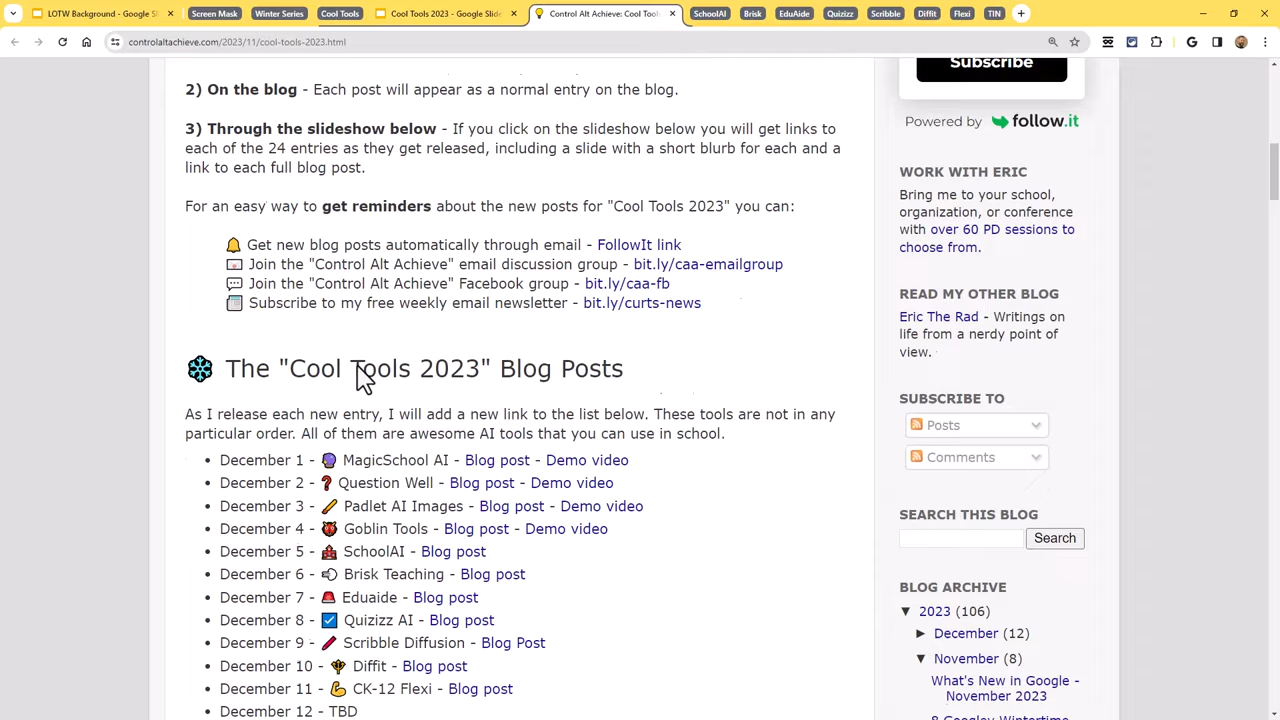 LOTW Background - Google Sl
Screen Mask
Winter Series
Cool Tools
Cool Tools 2023 - Google Slide
Control Alt Achieve: Cool Tools
SchoolAI
Brisk
EduAide
Quizizz
Scribble
Diffit
Flexi
TIN
controlaltachieve.com/2023/11/cool-tools-2023.html
2) On the blog - Each post will appear as a normal entry on the blog.
3) Through the slideshow below - If you click on the slideshow below you will get links to
each of the 24 entries as they get released, including a slide with a short blurb for each and a
link to each full blog post.
For an easy way to get reminders about the new posts for "Cool Tools 2023" you can:
Get new blog posts automatically through email - FollowIt link
Join the "Control Alt Achieve" email discussion group - bit.ly/caa-emailgroup
Join the "Control Alt Achieve" Facebook group - bit.ly/caa-fb
Subscribe to my free weekly email newsletter - bit.ly/curts-news
The "Cool Tools 2023" Blog Posts
As I release each new entry, I will add a new link to the list below. These tools are not in any
particular order. All of them are awesome AI tools that you can use in school.
• December 1 - MagicSchool AI - Blog post - Demo video
• December 2 - Question Well - Blog post - Demo video
• December 3 - Padlet AI Images - Blog post - Demo video
• December 4 - Goblin Tools - Blog post - Demo video
• December 5 - SchoolAI - Blog post
• December 6 - Brisk Teaching - Blog post
• December 7 - Eduaide - Blog post
• December 8 - Quizizz AI - Blog post
• December 9 - Scribble Diffusion - Blog Post
• December 10 - Diffit - Blog post
• December 11 - CK-12 Flexi - Blog post
• December 12 - TBD
Subscribe
Powered by follow.it
WORK WITH ERIC
Bring me to your school,
organization, or conference
with over 60 PD sessions to
choose from.
READ MY OTHER BLOG
Eric The Rad - Writings on
life from a nerdy point of
view.
SUBSCRIBE TO
Posts
Comments
SEARCH THIS BLOG
Search
BLOG ARCHIVE
▼ 2023 (106)
► December (12)
▼ November (8)
What's New in Google -
November 2023
8 Googley Wintertime